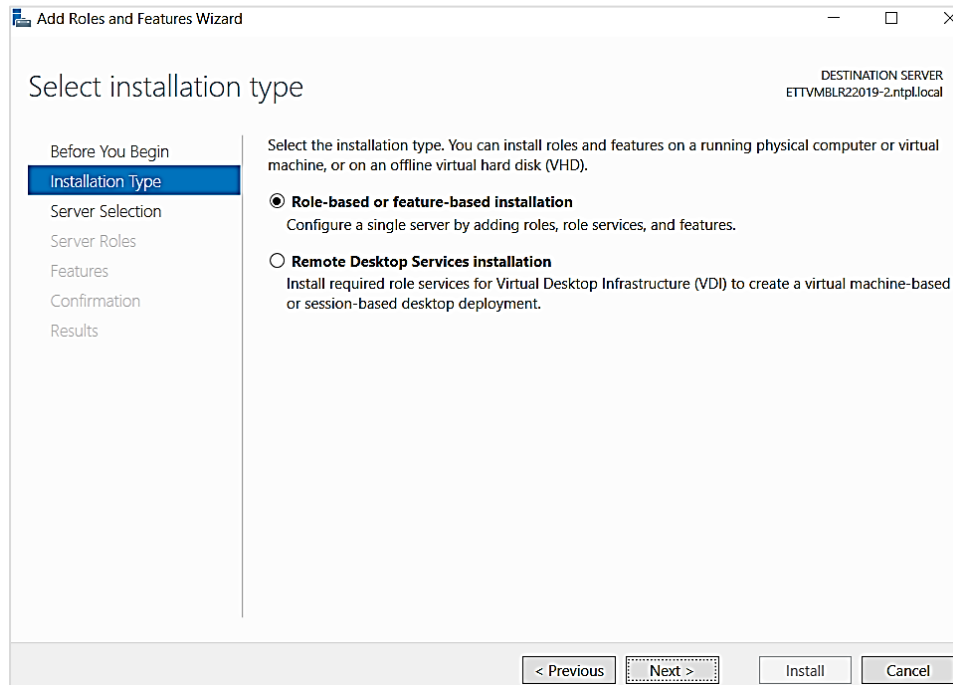 Add Roles and Features Wizard
Select installation type
DESTINATION SERVER
ETTVMBLR22019-2.ntpl.local
Before You Begin
Installation Type
Server Selection
Server Roles
Features
Confirmation
Results
Select the installation type. You can install roles and features on a running physical computer or virtual
machine, or on an offline virtual hard disk (VHD).
Role-based or feature-based installation
Configure a single server by adding roles, role services, and features.
Remote Desktop Services installation
Install required role services for Virtual Desktop Infrastructure (VDI) to create a virtual machine-based
or session-based desktop deployment.
< Previous
Next >
Install
Cancel